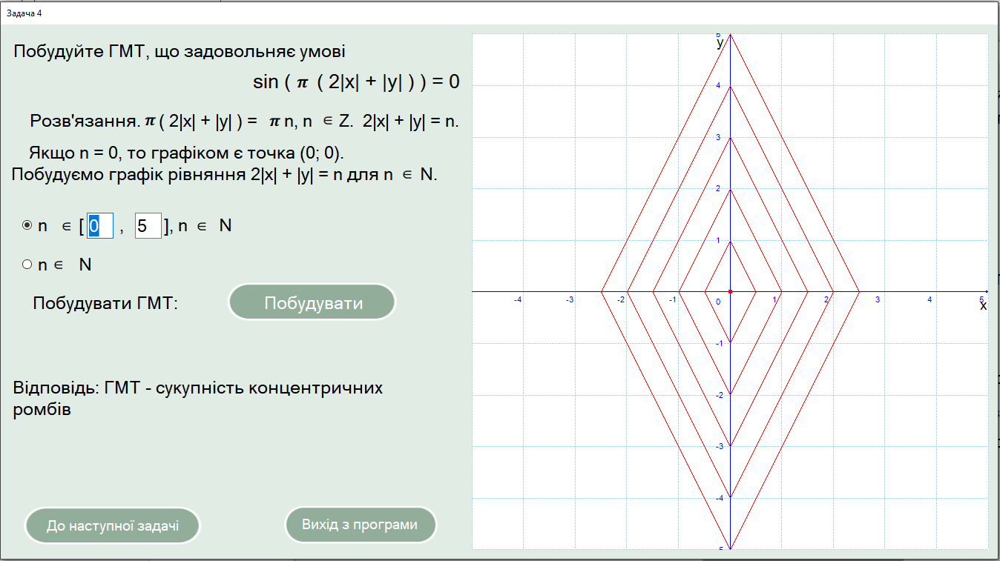 Задача 4
Побудуйте ГМТ, що задовольняє умові
sin ( π ( 2|x| + |y| ) ) = 0
Розв'язання. π ( 2|x| + |y| ) = π n, n ∈ Z. 2|x| + |y| = n.
Якщо n = 0, то графіком є точка (0; 0).
Побудуємо графік рівняння 2|x| + |y| = n для n ∈ N.
n ∈ [ 0 , 5 ], n ∈ N
n ∈ N
Побудувати ГМТ:
Побудувати
Відповідь: ГМТ - сукупність концентричних
ромбів
До наступної задачі
Вихід з програми
5
y
4
3
2
1
-4 -3 -2 -1 0 1 2 3 4 5
x
-1
-2
-3
-4
-5